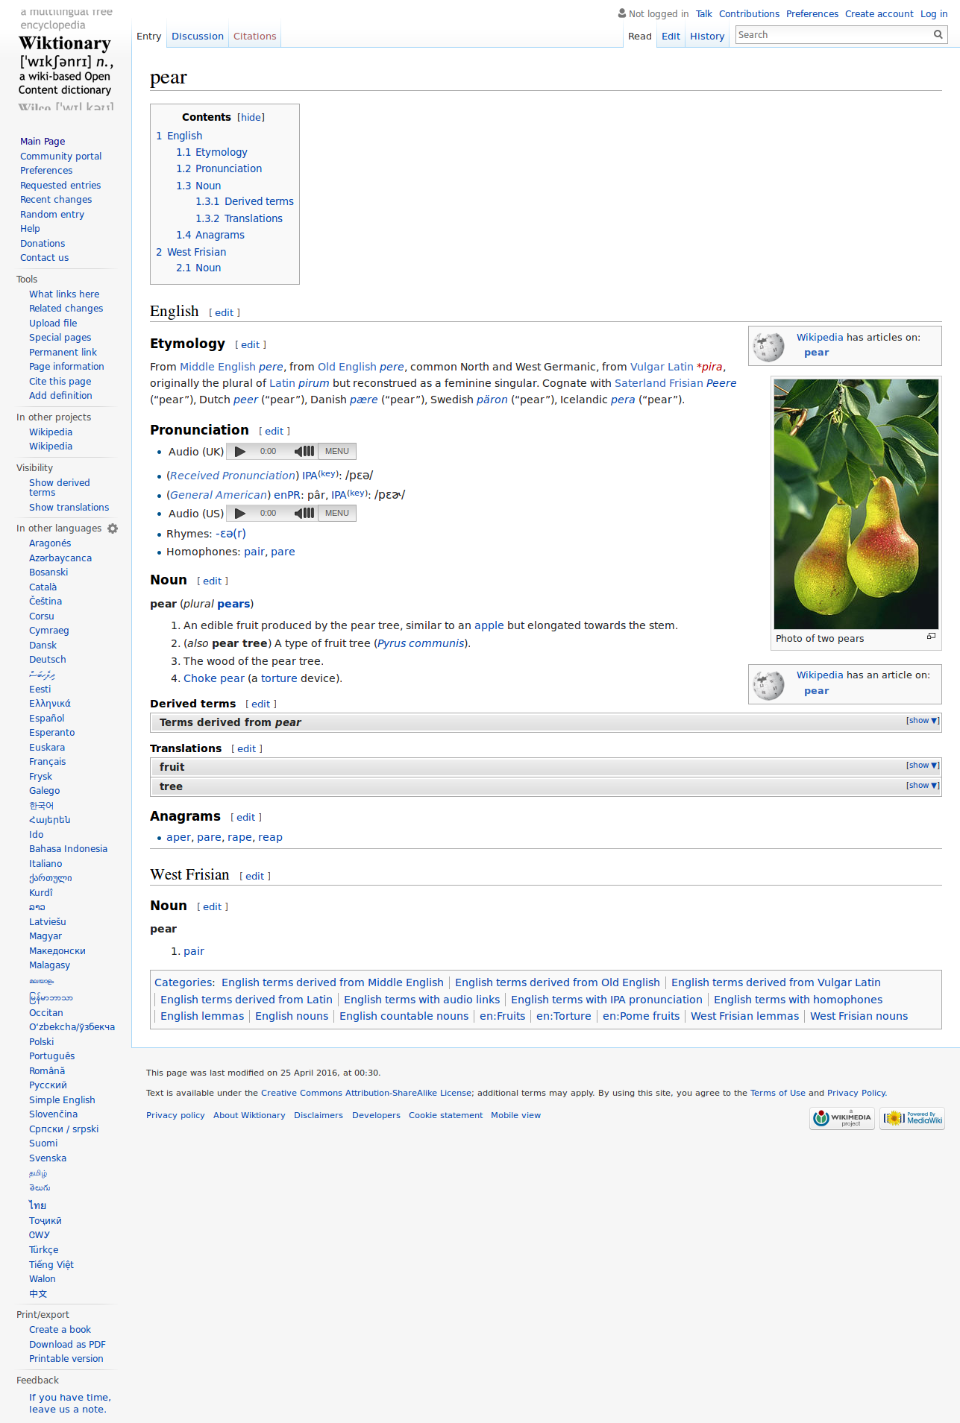 a multilingual free
encyclopedia
Wiktionary
['wɪkʃənrɪ] n.,
a wiki-based Open
Content dictionary
Wilco ['wɪl kəʊ]
Not logged in Talk Contributions Preferences Create account Log in
Entry Discussion Citations Read Edit History Search
pear
Contents [hide]
1 English
1.1 Etymology
1.2 Pronunciation
1.3 Noun
1.3.1 Derived terms
1.3.2 Translations
1.4 Anagrams
2 West Frisian
2.1 Noun
English [ edit ]
Wikipedia has articles on:
pear
Etymology [ edit ]
From Middle English pere, from Old English pere, common North and West Germanic, from Vulgar Latin *pira,
originally the plural of Latin pirum but reconstrued as a feminine singular. Cognate with Saterland Frisian Peere
(“pear”), Dutch peer (“pear”), Danish pære (“pear”), Swedish päron (“pear”), Icelandic pera (“pear”).
Pronunciation [ edit ]
Audio (UK) 0:00 MENU
(Received Pronunciation) IPA(key): /pɛə/
(General American) enPR: pâr, IPA(key): /pɛɚ/
Audio (US) 0:00 MENU
Rhymes: -ɛə(r)
Homophones: pair, pare
Photo of two pears
Noun [ edit ]
pear (plural pears)
1. An edible fruit produced by the pear tree, similar to an apple but elongated towards the stem.
2. (also pear tree) A type of fruit tree (Pyrus communis).
3. The wood of the pear tree.
4. Choke pear (a torture device).
Wikipedia has an article on:
pear
Derived terms [ edit ]
Terms derived from pear [show ▼]
Translations [ edit ]
fruit [show ▼]
tree [show ▼]
Anagrams [ edit ]
aper, pare, rape, reap
West Frisian [ edit ]
Noun [ edit ]
pear
1. pair
Categories: English terms derived from Middle English English terms derived from Old English English terms derived from Vulgar Latin
English terms derived from Latin English terms with audio links English terms with IPA pronunciation English terms with homophones
English lemmas English nouns English countable nouns en:Fruits en:Torture en:Pome fruits West Frisian lemmas West Frisian nouns
Main Page
Community portal
Preferences
Requested entries
Recent changes
Random entry
Help
Donations
Contact us
Tools
What links here
Related changes
Upload file
Special pages
Permanent link
Page information
Cite this page
Add definition
In other projects
Wikipedia
Wikipedia
Visibility
Show derived
terms
Show translations
In other languages
Aragonés
Azərbaycanca
Bosanski
Català
Čeština
Corsu
Cymraeg
Dansk
Deutsch
Eesti
Ελληνικά
Español
Esperanto
Euskara
Français
Frysk
Galego
한국어
Հայերեն
Ido
Bahasa Indonesia
Italiano
ქართული
Kurdî
ລາວ
Latviešu
Magyar
Македонски
Malagasy
മലയാളം
မြန်မာဘာသာ
Occitan
Oʻzbekcha/ўзбекча
Polski
Português
Română
Русский
Simple English
Slovenčina
Српски / srpski
Suomi
Svenska
தமிழ்
తెలుగు
ไทย
Тоҷикӣ
ᏣᎳᎩ
Türkçe
Tiếng Việt
Walon
中文
Print/export
Create a book
Download as PDF
Printable version
Feedback
If you have time,
leave us a note.
This page was last modified on 25 April 2016, at 00:30.
Text is available under the Creative Commons Attribution-ShareAlike License; additional terms may apply. By using this site, you agree to the Terms of Use and Privacy Policy.
Privacy policy About Wiktionary Disclaimers Developers Cookie statement Mobile view
a
WIKIMEDIA
project
Powered By
MediaWiki